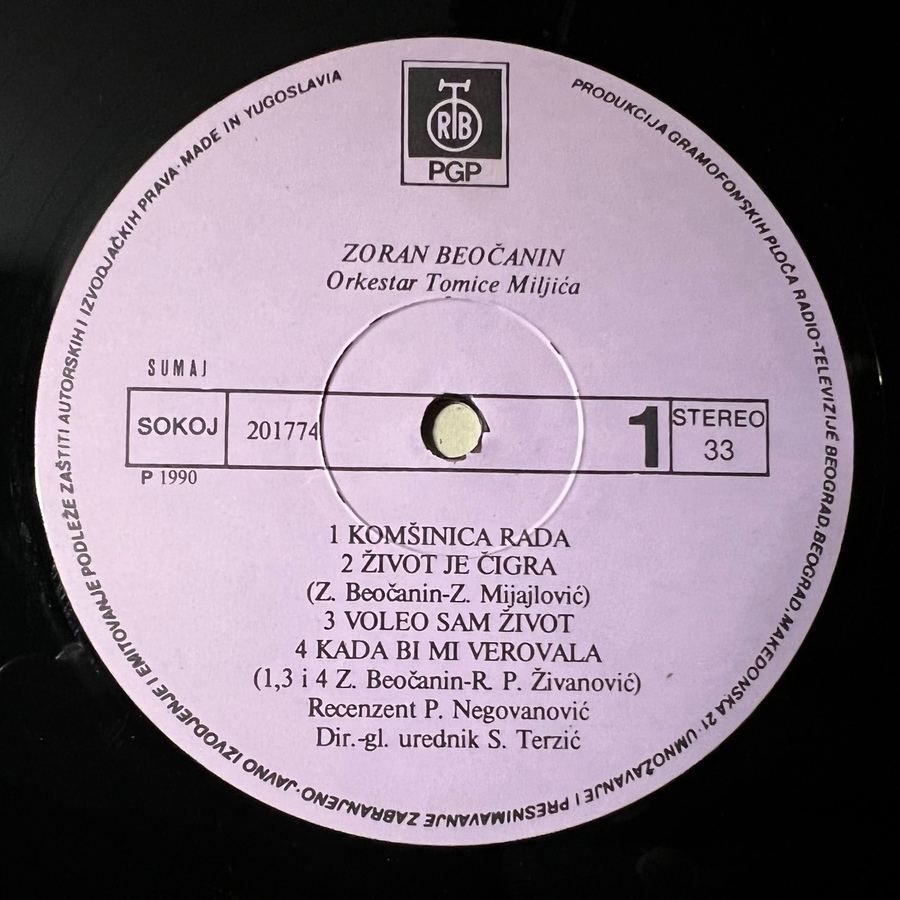 RTB
PGP
ZORAN BEOČANIN
Orkestar Tomice Miljića
SUMAJ
SOKOJ
201774
1
STEREO
33
P 1990
1 KOMŠINICA RADA
2 ŽIVOT JE ČIGRA
(Z. Beočanin-Z. Mijajlović)
3 VOLEO SAM ŽIVOT
4 KADA BI MI VEROVALA
(1,3 i 4 Z. Beočanin-R. P. Živanović)
Recenzent P. Negovanović
Dir.-gl. urednik S. Terzić
PRODUKCIJA GRAMOFONSKIH PLOČA RADIO-TELEVIZIJE BEOGRAD, BEOGRAD, MAKEDONSKA 21· UMNOŽAVANJE I PRESNIMAVANJE ZABRANJENO·JAVNO IZVODJENJE I EMITOVANJE PODLEŽE ZAŠTITI AUTORSKIH I IZVODJAČKIH PRAVA·MADE IN YUGOSLAVIA